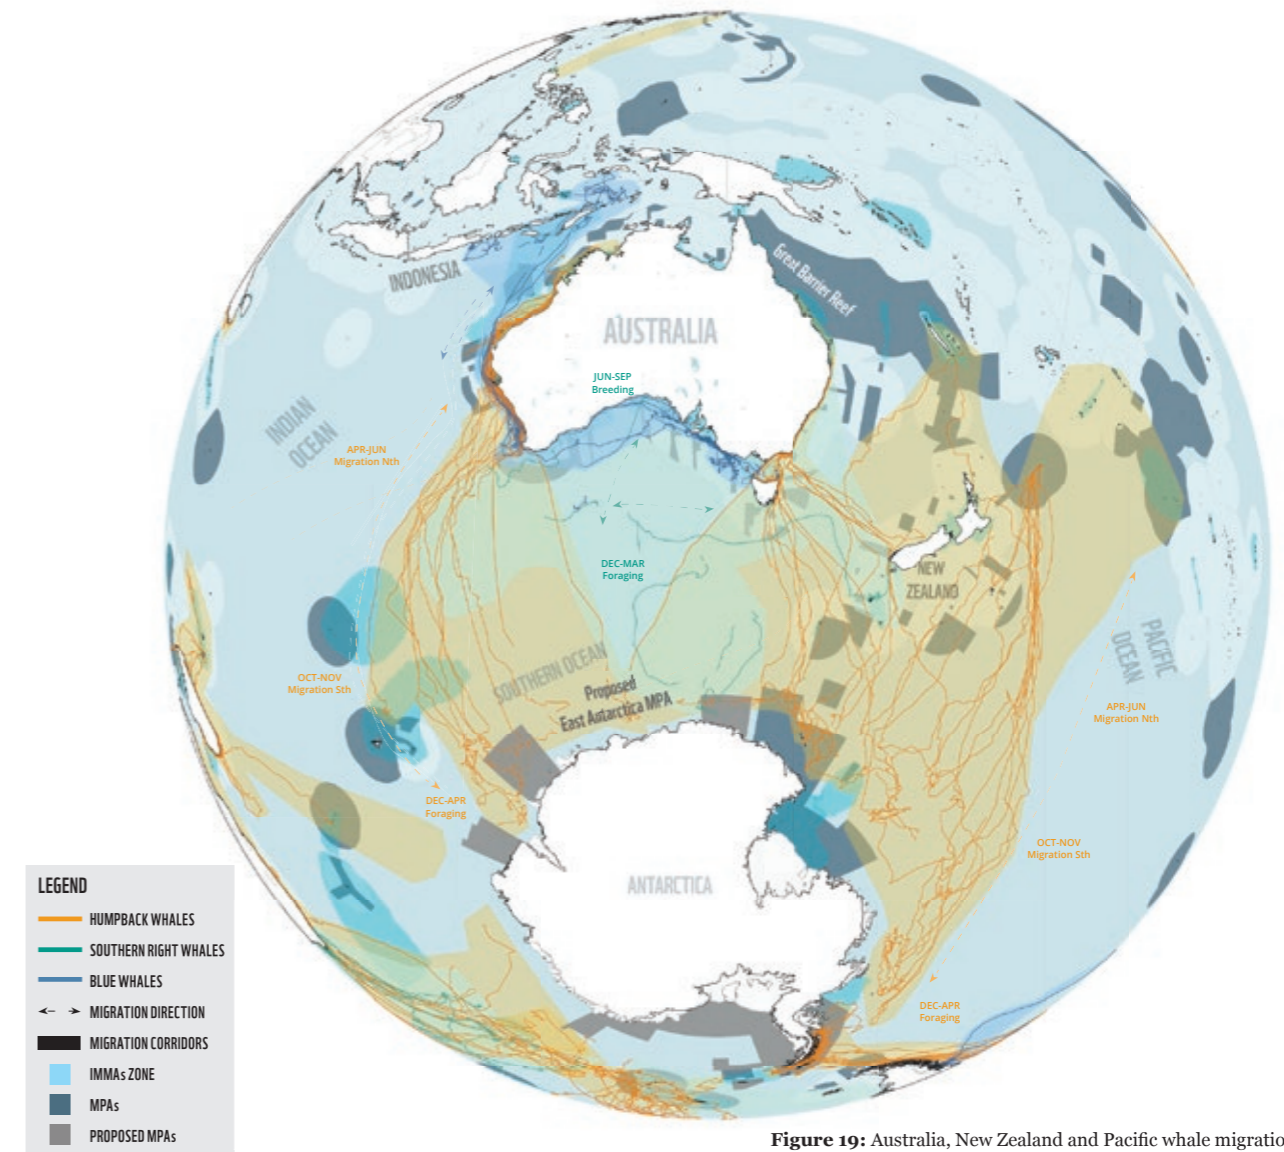 INDONESIA
Great Barrier Reef
AUSTRALIA
JUN-SEP
Breeding
INDIAN
OCEAN
APR-JUN
Migration Nth
DEC-MAR
Foraging
NEW
ZEALAND
PACIFIC
OCEAN
SOUTHERN OCEAN
Proposed
East Antarctica MPA
OCT-NOV
Migration Sth
APR-JUN
Migration Nth
DEC-APR
Foraging
OCT-NOV
Migration Sth
ANTARCTICA
DEC-APR
Foraging
LEGEND
HUMPBACK WHALES
SOUTHERN RIGHT WHALES
BLUE WHALES
MIGRATION DIRECTION
MIGRATION CORRIDORS
IMMAs ZONE
MPAs
PROPOSED MPAs
Figure 19: Australia, New Zealand and Pacific whale migratio